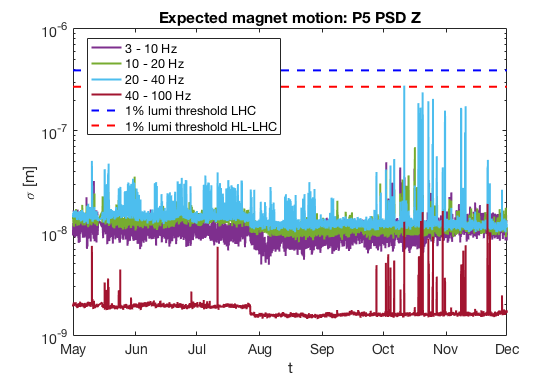 Expected magnet motion: P5 PSD Z
10^-6
3 - 10 Hz
10 - 20 Hz
20 - 40 Hz
40 - 100 Hz
1% lumi threshold LHC
1% lumi threshold HL-LHC
10^-7
σ [m]
10^-8
10^-9
May Jun Jul Aug Sep Oct Nov Dec
t